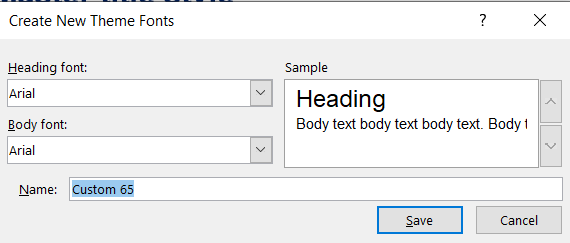 Create New Theme Fonts
?
Heading font:
Arial
Body font:
Arial
Sample
Heading
Body text body text body text. Body t
Name:
Custom 65
Save
Cancel